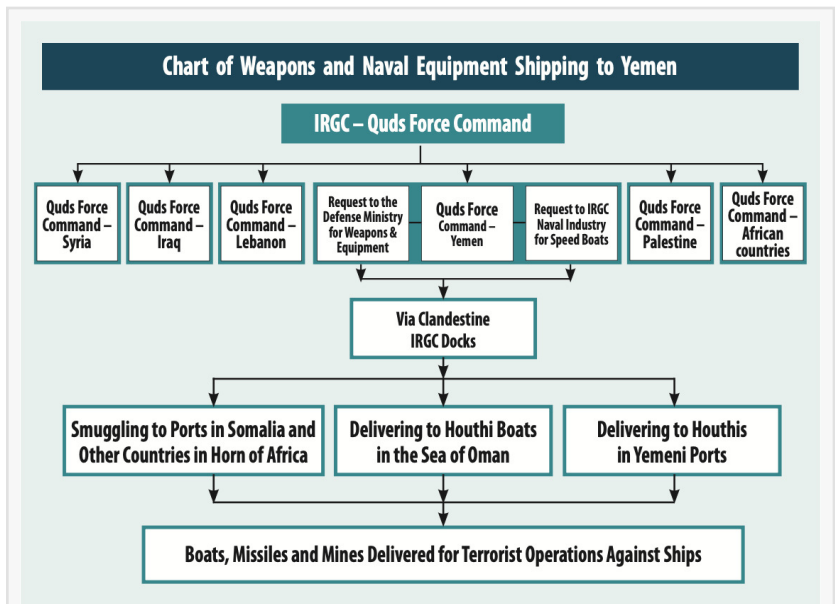 Chart of Weapons and Naval Equipment Shipping to Yemen
IRGC – Quds Force Command
Quds Force
Command –
Syria
Quds Force
Command –
Iraq
Quds Force
Command –
Lebanon
Request to the
Defense Ministry
for Weapons &
Equipment
Quds Force
Command –
Yemen
Request to IRGC
Naval Industry
for Speed Boats
Quds Force
Command –
Palestine
Quds Force
Command –
African
countries
Via Clandestine
IRGC Docks
Smuggling to Ports in Somalia and
Other Countries in Horn of Africa
Delivering to Houthi Boats
in the Sea of Oman
Delivering to Houthis
in Yemeni Ports
Boats, Missiles and Mines Delivered for Terrorist Operations Against Ships